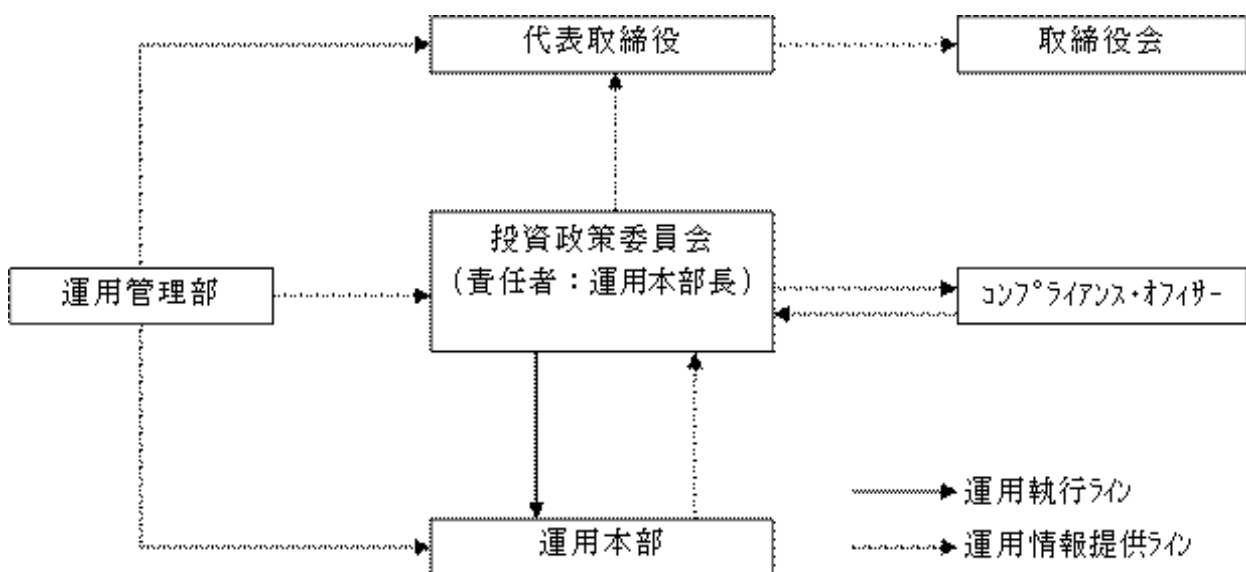 代表取締役
取締役会
投資政策委員会
(責任者：運用本部長)
運用管理部
ｺﾝﾌﾟﾗｲｱﾝｽ･ｵﾌｨｻｰ
運用執行ﾗｲﾝ
運用本部
運用情報提供ﾗｲﾝ